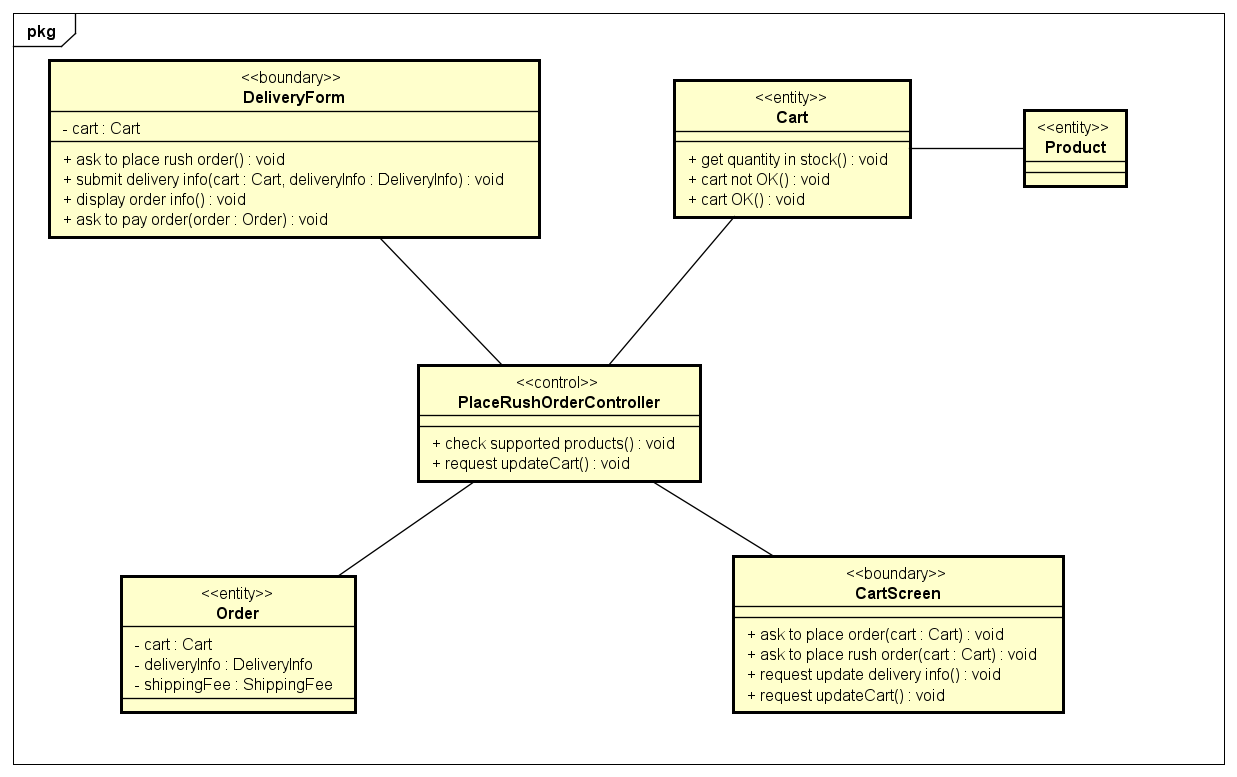 pkg
<<boundary>>
DeliveryForm
- cart : Cart
+ ask to place rush order() : void
+ submit delivery info(cart : Cart, deliveryInfo : DeliveryInfo) : void
+ display order info() : void
+ ask to pay order(order : Order) : void
<<entity>>
Cart
+ get quantity in stock() : void
+ cart not OK() : void
+ cart OK() : void
<<entity>>
Product
<<control>>
PlaceRushOrderController
+ check supported products() : void
+ request updateCart() : void
<<entity>>
Order
- cart : Cart
- deliveryInfo : DeliveryInfo
- shippingFee : ShippingFee
<<boundary>>
CartScreen
+ ask to place order(cart : Cart) : void
+ ask to place rush order(cart : Cart) : void
+ request update delivery info() : void
+ request updateCart() : void